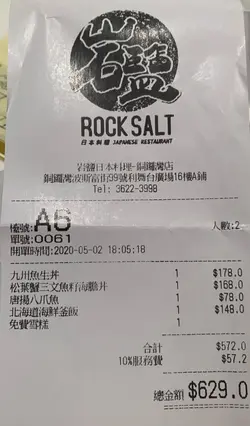 岩鹽
ROCK SALT
日本料理 JAPANESE RESTAURANT
岩鹽日本料理-銅鑼灣店
銅鑼灣波斯富街99號利舞台廣場16樓A舖
Tel: 3622-3998
檯號:A5 人數:2
單號:0061
開單時間:2020-05-02 18:05:18
九州魚生丼 1 $178.0
松葉蟹三文魚籽海膽丼 1 $168.0
唐揚八爪魚 1 $78.0
北海道海鮮釜飯 1 $148.0
免費雪糕 1
合計 $572.0
10%服務費 $57.2
總金額 $629.0